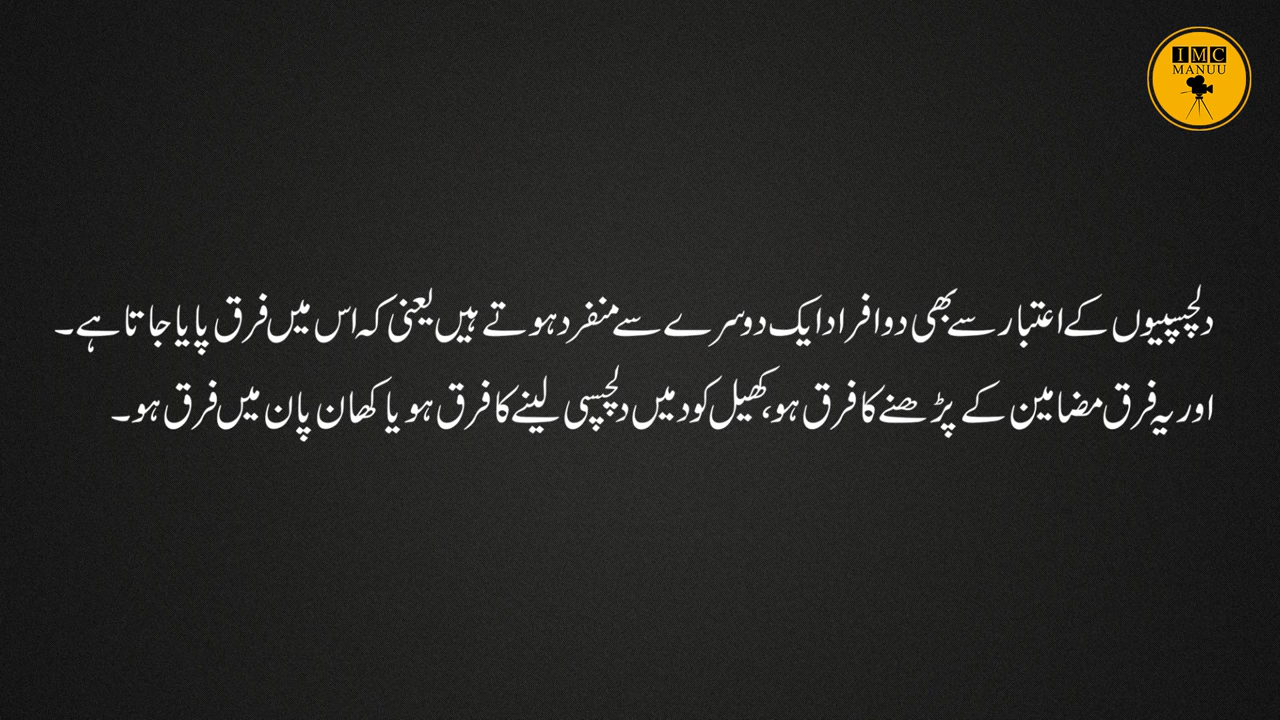 IMC
MANUU
دلچسپیوں کے اعتبار سے بھی دو افراد ایک دوسرے سے منفرد ہوتے ہیں یعنی کہ اس میں فرق پایا جاتا ہے۔
اور یہ فرق مضامین کے پڑھنے کا فرق ہو، کھیل کود میں دلچسپی لینے کا فرق ہو یا کھان پان میں فرق ہو۔